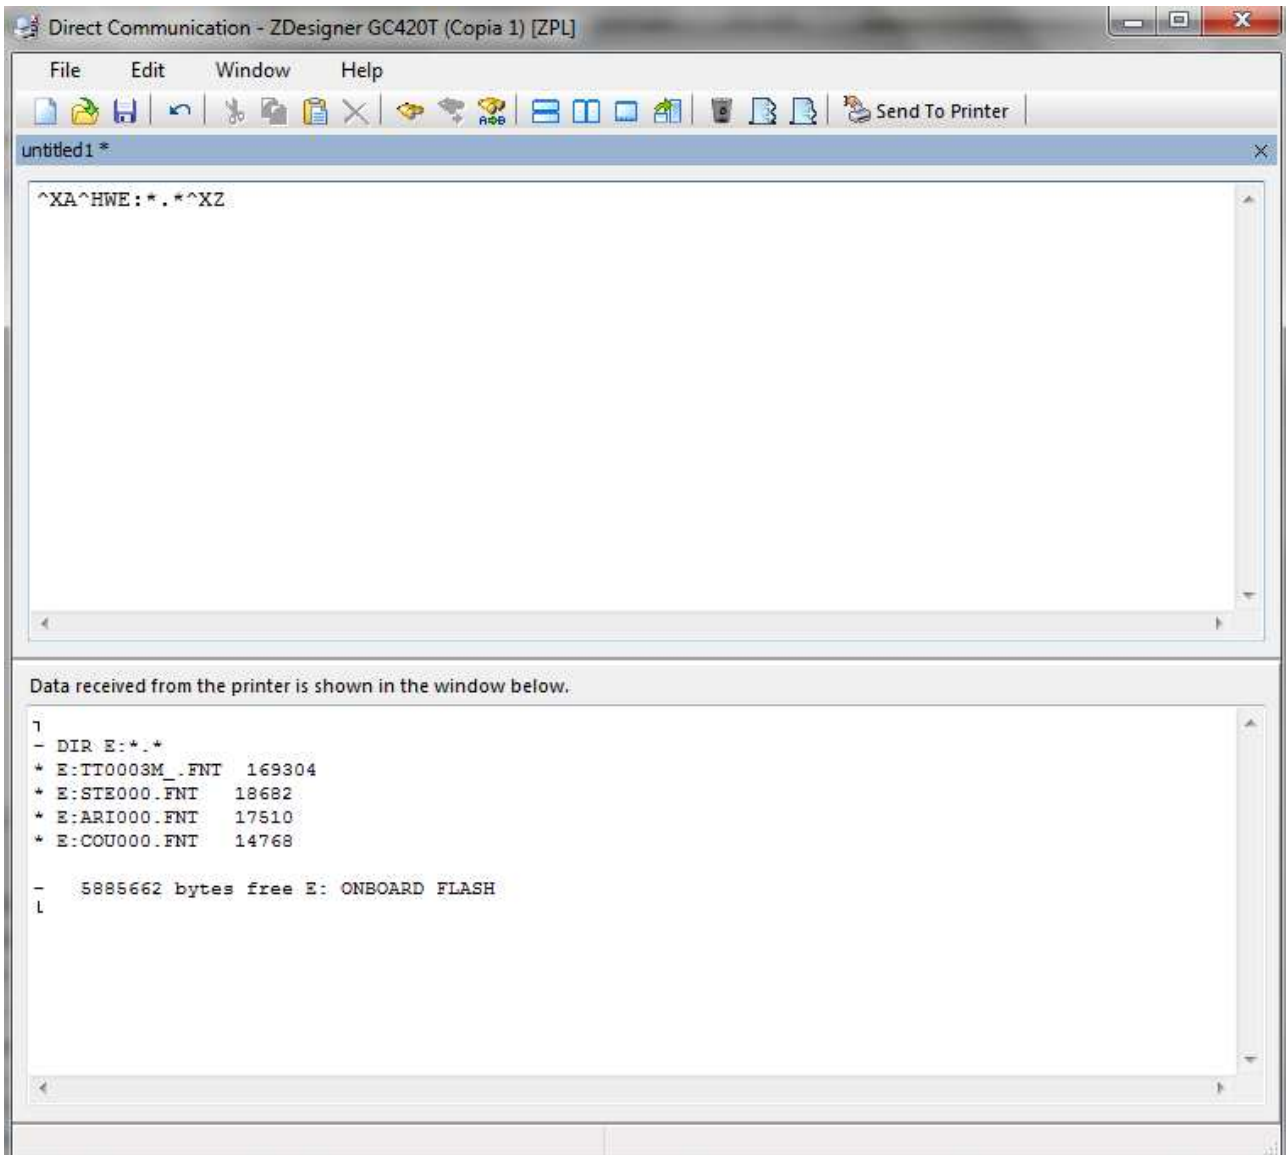 Direct Communication - ZDesigner GC420T (Copia 1) [ZPL]
File Edit Window Help
Send To Printer
untitled1 *
^XA^HWE:*.*^XZ
Data received from the printer is shown in the window below.
- DIR E:*.*
* E:TT0003M_.FNT 169304
* E:STE000.FNT 18682
* E:ARI000.FNT 17510
* E:COU000.FNT 14768
- 5885662 bytes free E: ONBOARD FLASH